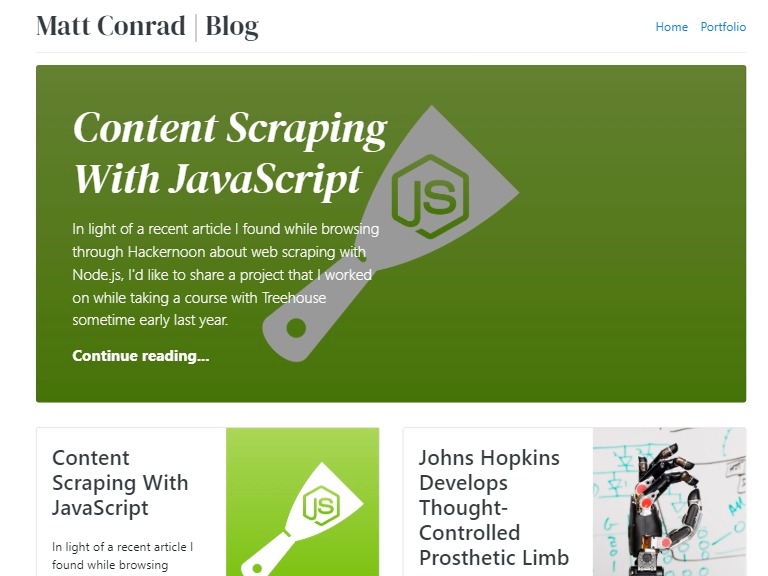 Matt Conrad | Blog
Home Portfolio
Content Scraping
With JavaScript
In light of a recent article I found while browsing
through Hackernoon about web scraping with
Node.js, I'd like to share a project that I worked
on while taking a course with Treehouse
sometime early last year.
Continue reading...
JS
Content
Scraping With
JavaScript
In light of a recent article I
found while browsing
JS
Johns Hopkins
Develops
Thought-
Controlled
Prosthetic Limb